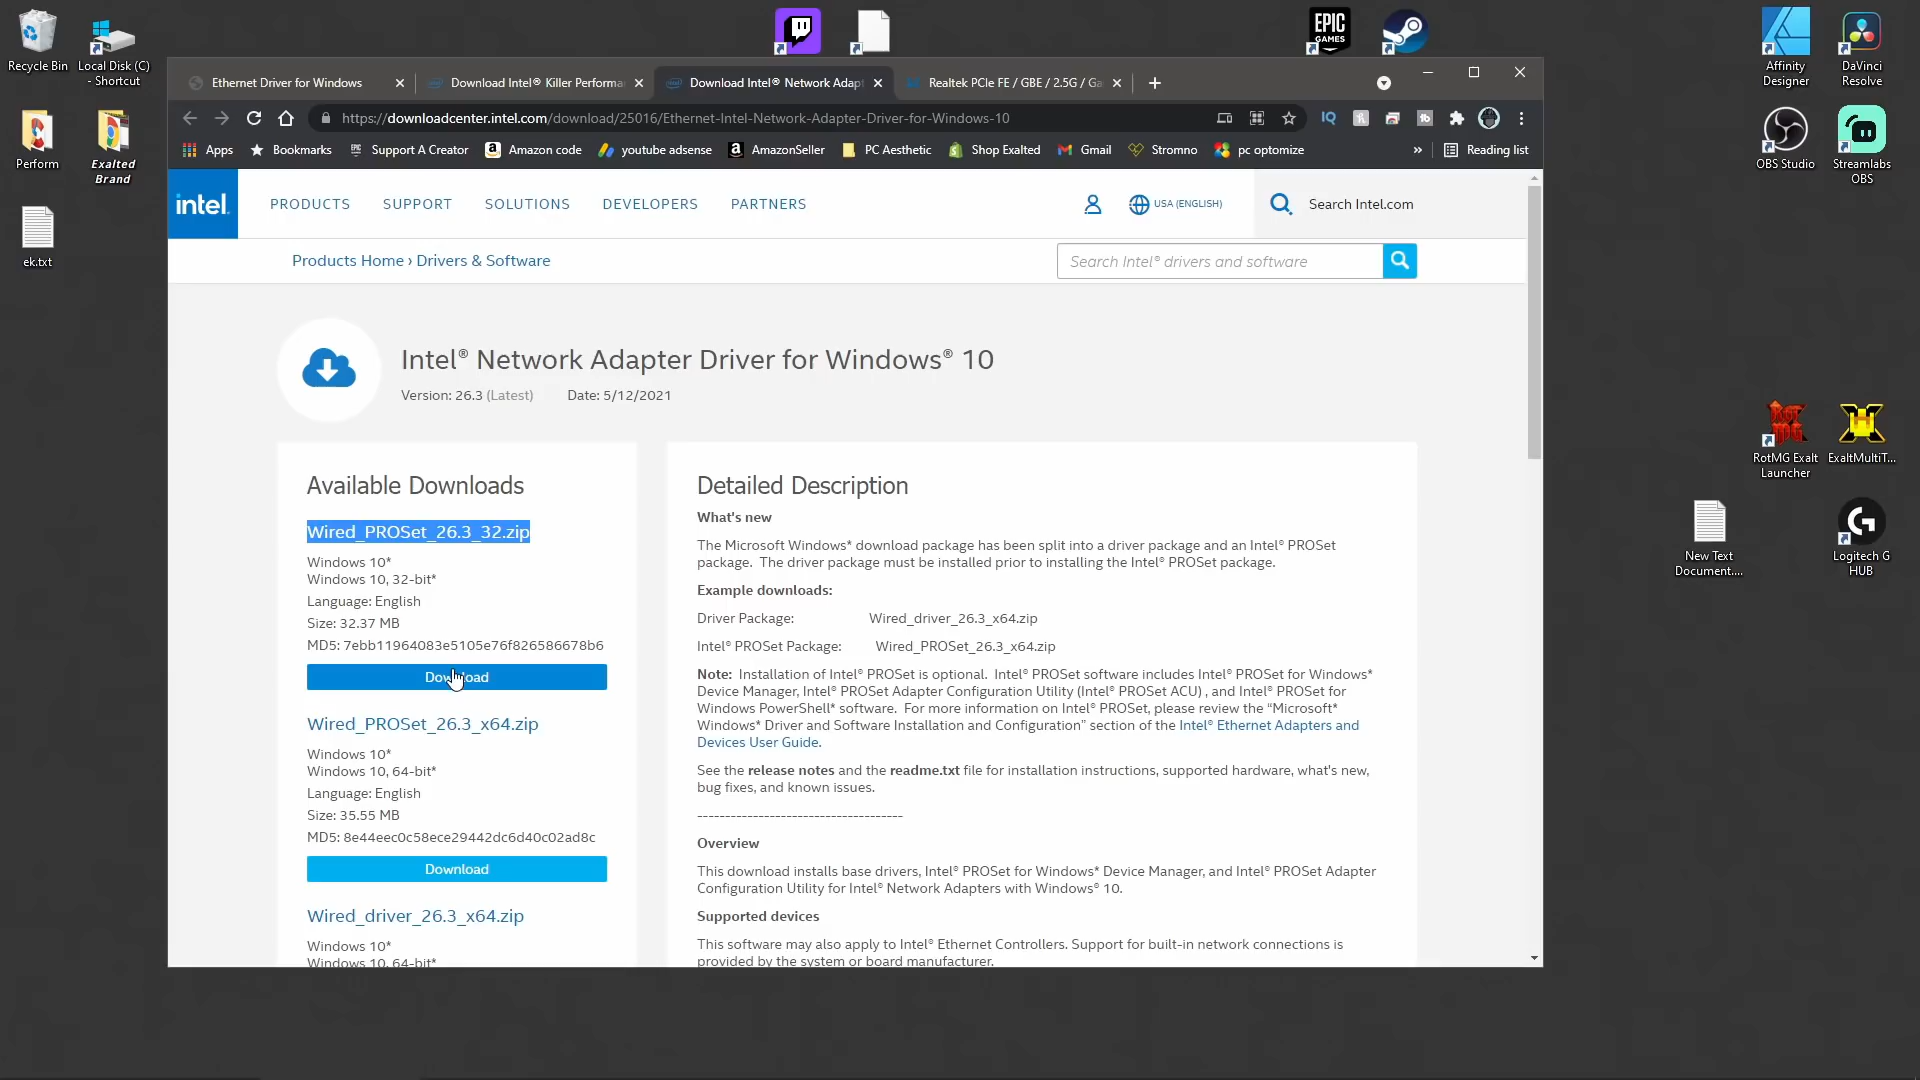 Recycle Bin
Local Disk (C)
- Shortcut
EPIC
GAMES
Affinity
Designer
DaVinci
Resolve
Perform
Exalted
Brand
OBS Studio
Streamlabs
OBS
ek.txt
RotMG Exalt
Launcher
ExaltMultiT...
New Text
Document....
Logitech G
HUB
Ethernet Driver for Windows
Download Intel® Killer Performa
Download Intel® Network Adap
Realtek PCIe FE / GBE / 2.5G / Ga
https://downloadcenter.intel.com/download/25016/Ethernet-Intel-Network-Adapter-Driver-for-Windows-10
IQ
Apps
Bookmarks
Support A Creator
Amazon code
youtube adsense
AmazonSeller
PC Aesthetic
Shop Exalted
Gmail
Stromno
pc optomize
»
Reading list
intel.
PRODUCTS
SUPPORT
SOLUTIONS
DEVELOPERS
PARTNERS
USA (ENGLISH)
Search Intel.com
Products Home › Drivers & Software
Search Intel® drivers and software
Intel® Network Adapter Driver for Windows® 10
Version: 26.3 (Latest) Date: 5/12/2021
Available Downloads
Wired_PROSet_26.3_32.zip
Windows 10*
Windows 10, 32-bit*
Language: English
Size: 32.37 MB
MD5: 7ebb11964083e5105e76f826586678b6
Download
Wired_PROSet_26.3_x64.zip
Windows 10*
Windows 10, 64-bit*
Language: English
Size: 35.55 MB
MD5: 8e44eec0c58ece29442dc6d40c02ad8c
Download
Wired_driver_26.3_x64.zip
Windows 10*
Windows 10, 64-bit*
Detailed Description
What's new
The Microsoft Windows* download package has been split into a driver package and an Intel® PROSet
package.  The driver package must be installed prior to installing the Intel® PROSet package.
Example downloads:
Driver Package: Wired_driver_26.3_x64.zip
Intel® PROSet Package: Wired_PROSet_26.3_x64.zip
Note:  Installation of Intel® PROSet is optional.  Intel® PROSet software includes Intel® PROSet for Windows*
Device Manager, Intel® PROSet Adapter Configuration Utility (Intel® PROSet ACU) , and Intel® PROSet for
Windows PowerShell* software.  For more information on Intel® PROSet, please review the “Microsoft*
Windows* Driver and Software Installation and Configuration” section of the Intel® Ethernet Adapters and
Devices User Guide.
See the release notes and the readme.txt file for installation instructions, supported hardware, what's new,
bug fixes, and known issues.
-------------------------------------
Overview
This download installs base drivers, Intel® PROSet for Windows* Device Manager, and Intel® PROSet Adapter
Configuration Utility for Intel® Network Adapters with Windows® 10.
Supported devices
This software may also apply to Intel® Ethernet Controllers. Support for built-in network connections is
provided by the system or board manufacturer.